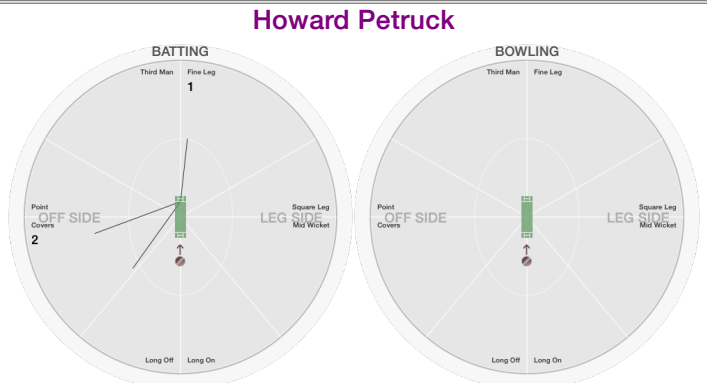 Howard Petruck
BATTING
Third Man Fine Leg
1
Point
OFF SIDE
Covers
2
Square Leg
LEG SIDE
Mid Wicket
Long Off Long On
BOWLING
Third Man Fine Leg
Point
OFF SIDE
Covers
Square Leg
LEG SIDE
Mid Wicket
Long Off Long On